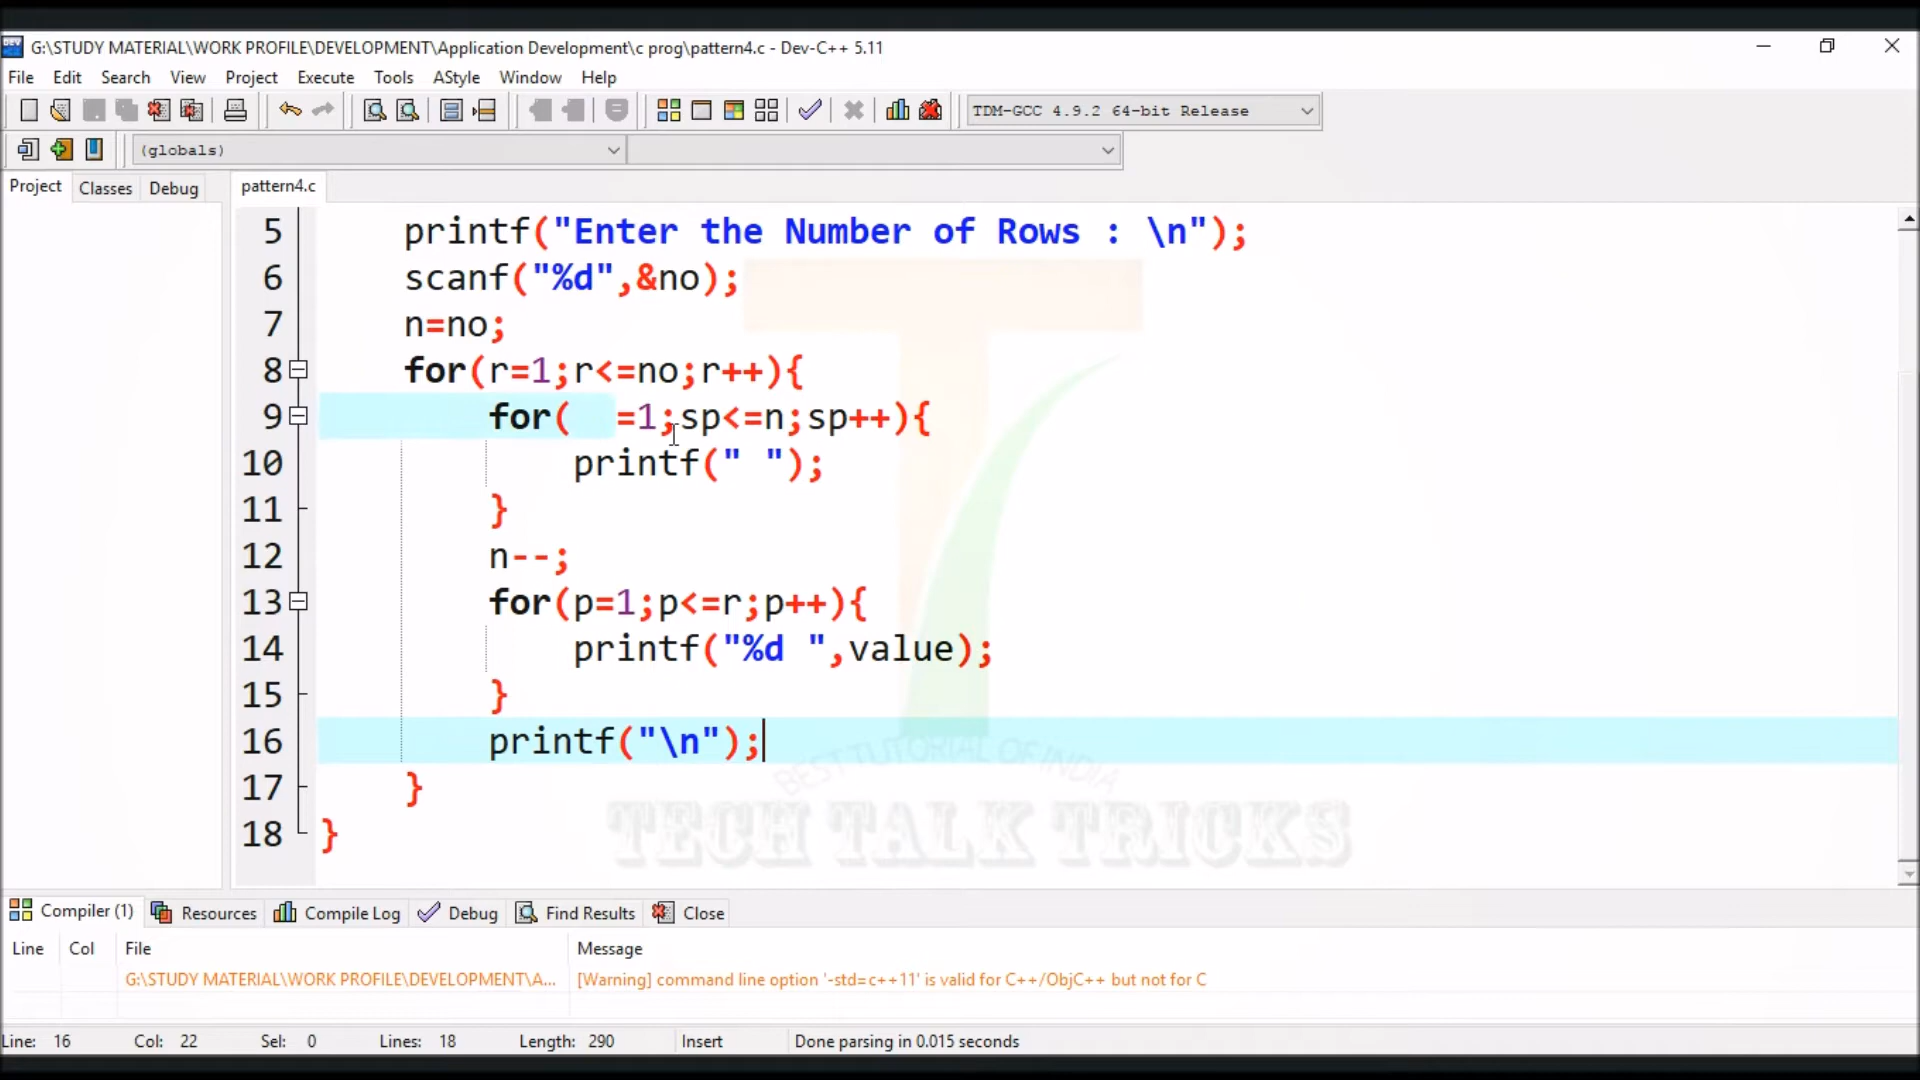 G:\STUDY MATERIAL\WORK PROFILE\DEVELOPMENT\Application Development\c prog\pattern4.c - Dev-C++ 5.11
File Edit Search View Project Execute Tools AStyle Window Help
TDM-GCC 4.9.2 64-bit Release
(globals)
Project Classes Debug pattern4.c
5 printf("Enter the Number of Rows : \n");
6 scanf("%d",&no);
7 n=no;
8 for(r=1;r<=no;r++){
9 for( =1;sp<=n;sp++){
10 printf(" ");
11 }
12 n--;
13 for(p=1;p<=r;p++){
14 printf("%d ",value);
15 }
16 printf("\n");
17 }
18 }
BEST TUTORIAL OF INDIA
TECH TALK TRICKS
Compiler (1) Resources Compile Log Debug Find Results Close
Line Col File Message
G:\STUDY MATERIAL\WORK PROFILE\DEVELOPMENT\A... [Warning] command line option '-std=c++11' is valid for C++/ObjC++ but not for C
Line: 16 Col: 22 Sel: 0 Lines: 18 Length: 290 Insert Done parsing in 0.015 seconds